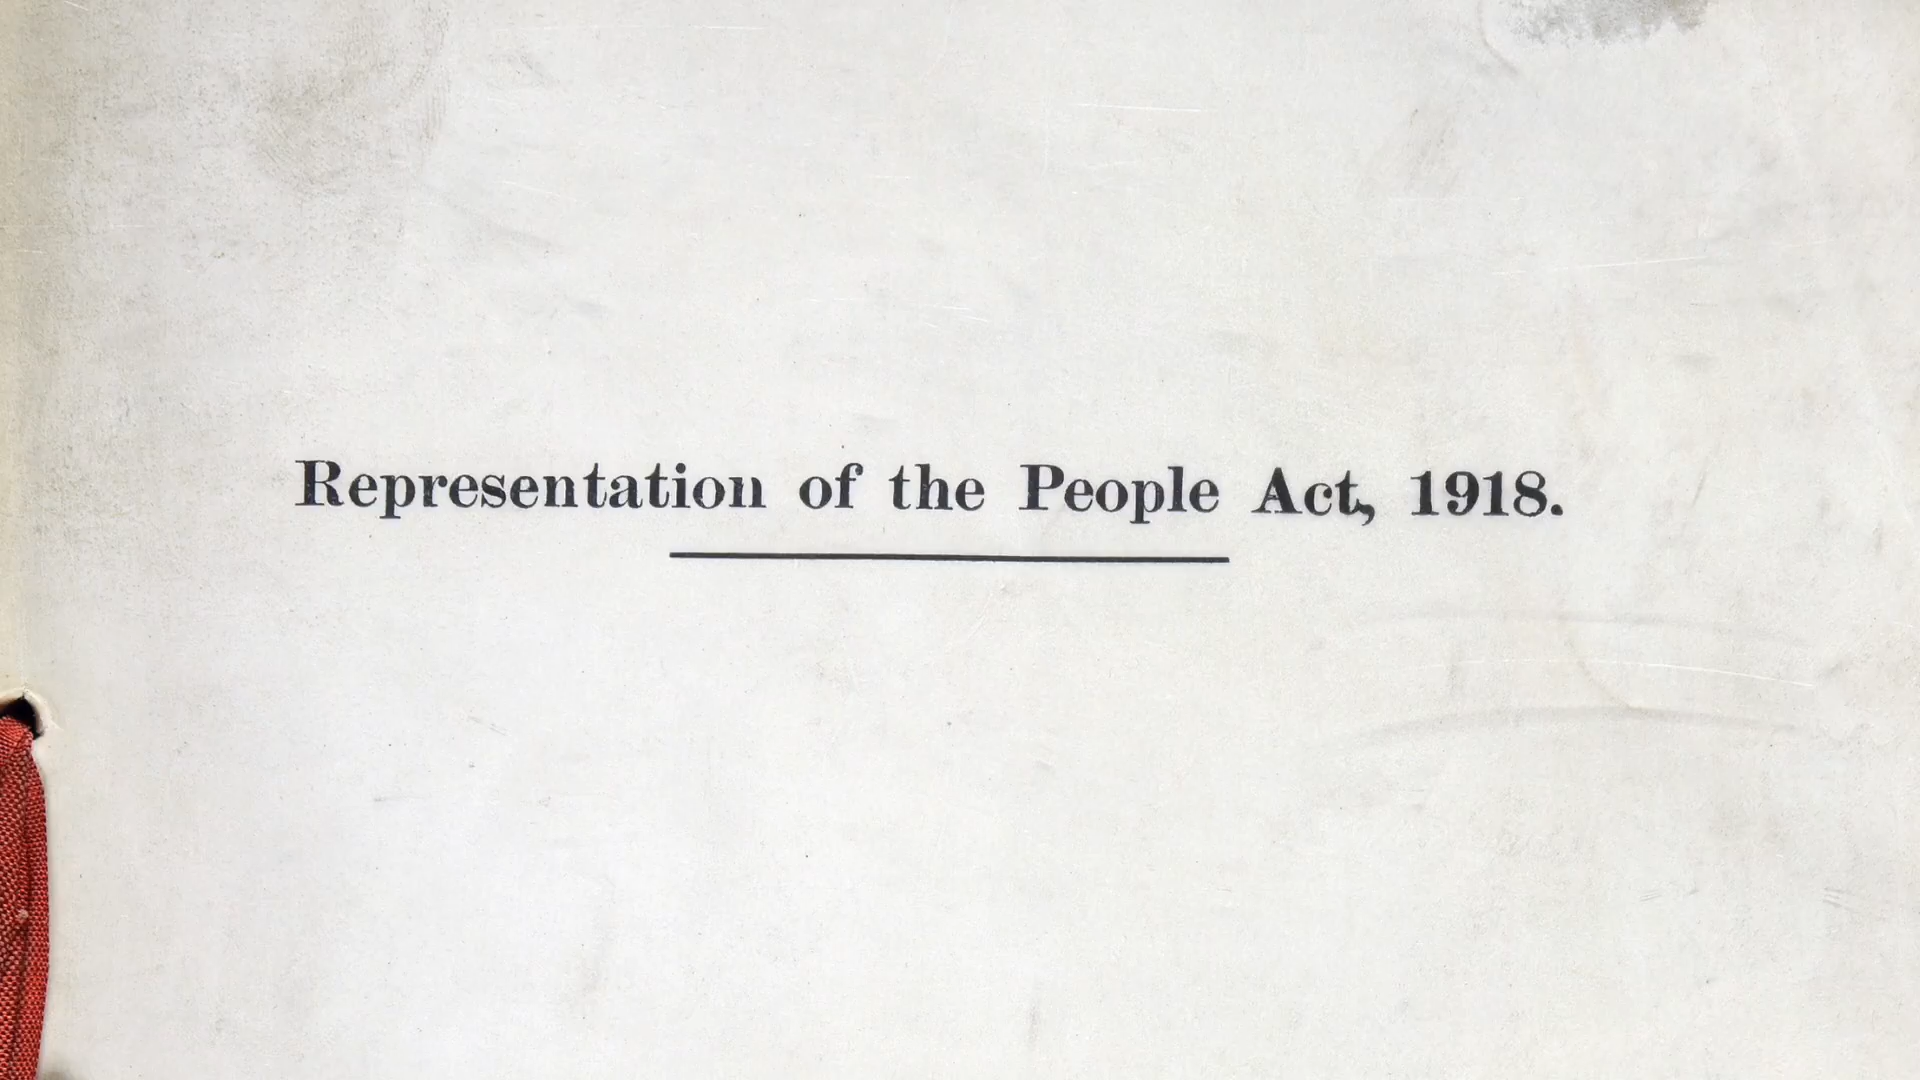 Representation of the People Act, 1918.